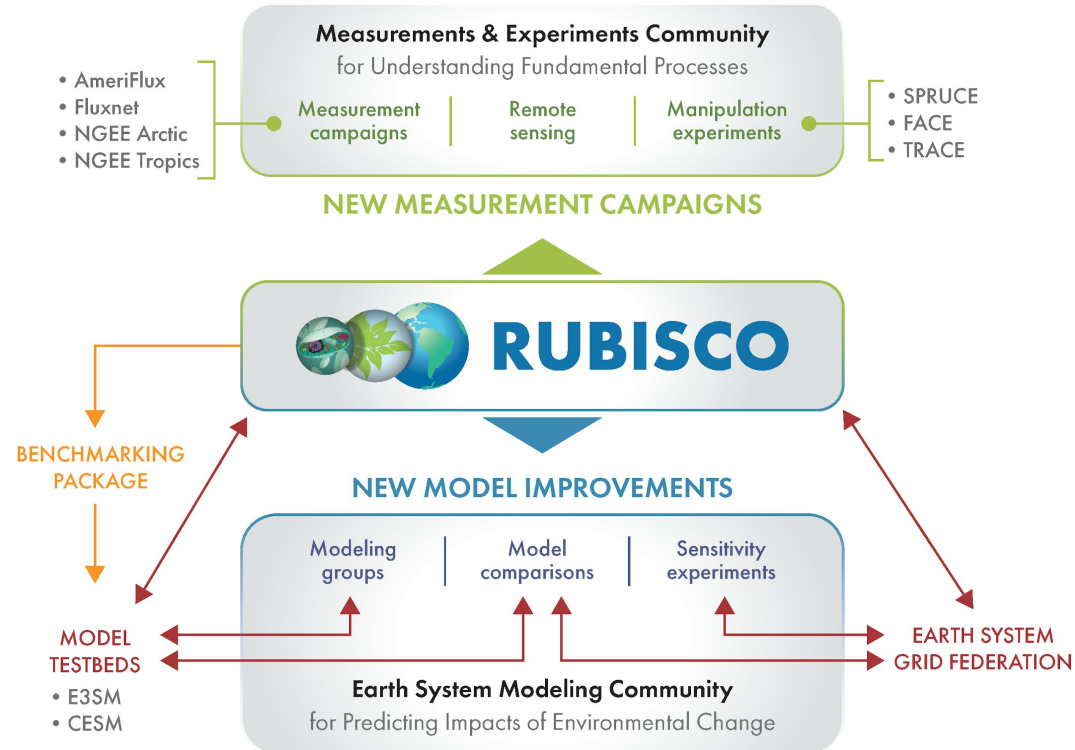 Measurements & Experiments Community
for Understanding Fundamental Processes
• AmeriFlux
• Fluxnet
• NGEE Arctic
• NGEE Tropics
Measurement
campaigns
Remote
sensing
Manipulation
experiments
• SPRUCE
• FACE
• TRACE
NEW MEASUREMENT CAMPAIGNS
RUBISCO
BENCHMARKING
PACKAGE
NEW MODEL IMPROVEMENTS
Modeling
groups
Model
comparisons
Sensitivity
experiments
MODEL
TESTBEDS
• E3SM
• CESM
EARTH SYSTEM
GRID FEDERATION
Earth System Modeling Community
for Predicting Impacts of Environmental Change